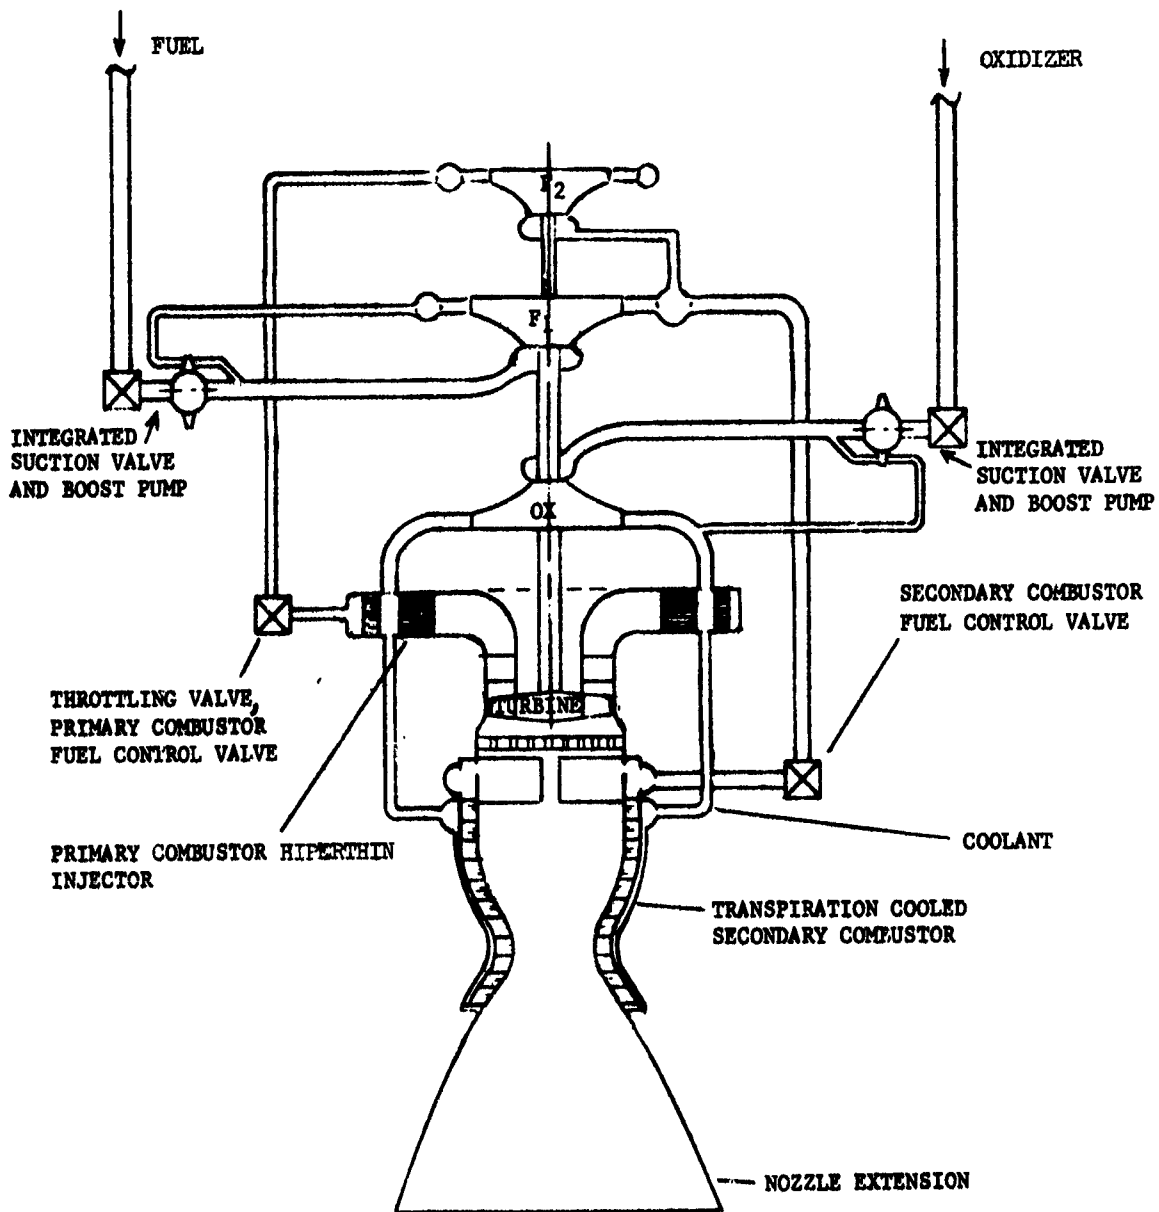 FUEL
OXIDIZER
F2
F1
INTEGRATED
SUCTION VALVE
AND BOOST PUMP
INTEGRATED
SUCTION VALVE
AND BOOST PUMP
OX
SECONDARY COMBUSTOR
FUEL CONTROL VALVE
THROTTLING VALVE,
PRIMARY COMBUSTOR
FUEL CONTROL VALVE
TURBINE
PRIMARY COMBUSTOR HIPERTHIN
INJECTOR
COOLANT
TRANSPIRATION COOLED
SECONDARY COMBUSTOR
NOZZLE EXTENSION